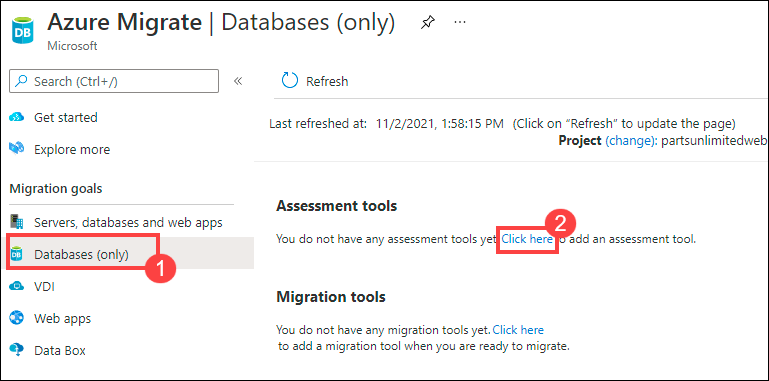 Azure Migrate | Databases (only) ...
Microsoft
Search (Ctrl+/) «
Refresh
Get started
Last refreshed at: 11/2/2021, 1:58:15 PM (Click on “Refresh” to update the page)
Explore more
Project (change): partsunlimitedweb
Migration goals
Servers, databases and web apps
Assessment tools
2
You do not have any assessment tools yet. Click here to add an assessment tool.
Databases (only)
1
VDI
Migration tools
Web apps
You do not have any migration tools yet. Click here
to add a migration tool when you are ready to migrate.
Data Box